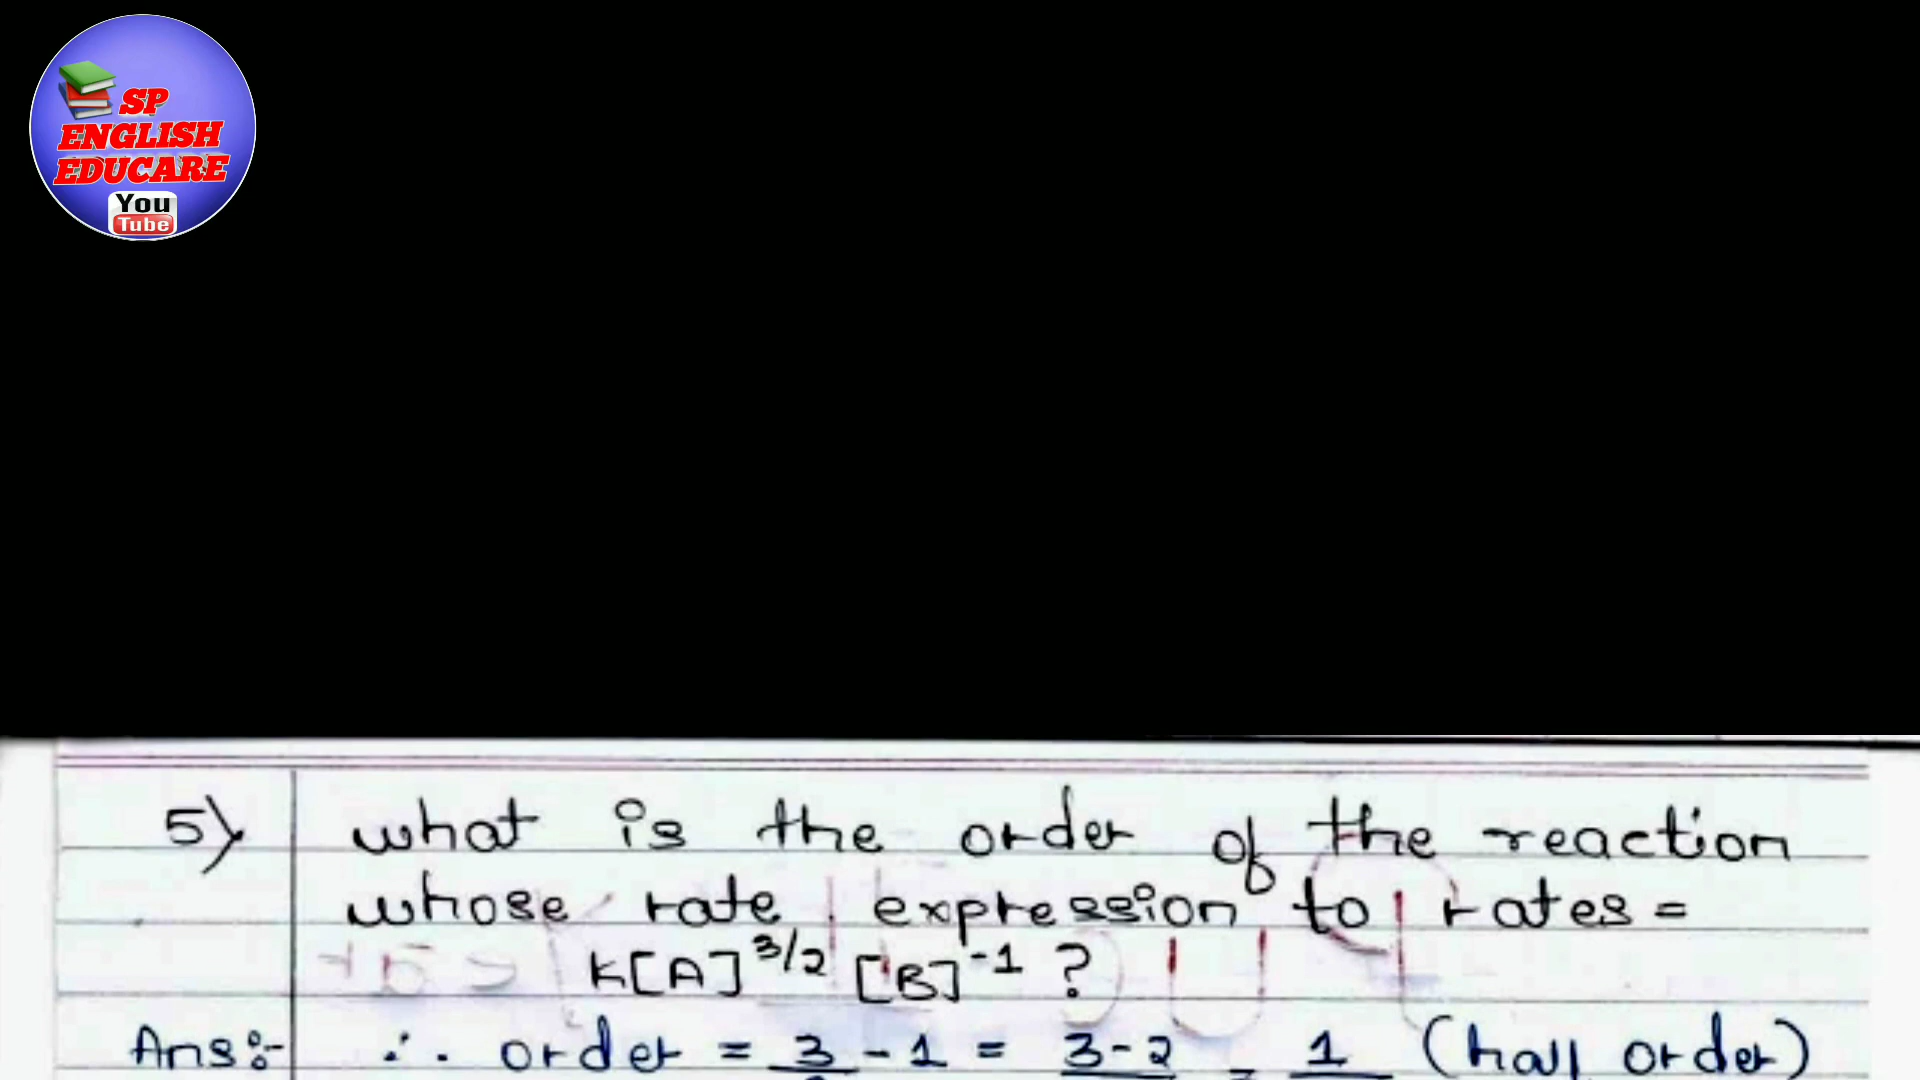 SP
ENGLISH
EDUCARE
You
Tube
5) what is the order of the reaction
whose rate expression to rates =
k[A]^3/2 [B]^-1 ?
Ans:- ∴ order = 3 - 1 = 3-2 = 1 (half order)